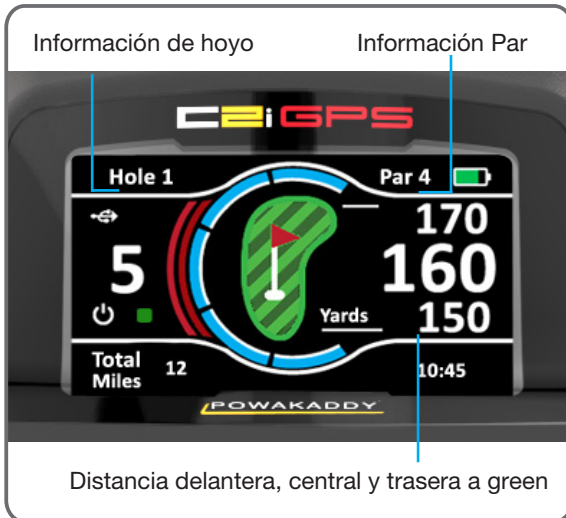 Información de hoyo
Información Par
C2i GPS
Hole 1
Par 4
170
5
160
Yards
150
Total
Miles
12
10:45
POWAKADDY
Distancia delantera, central y trasera a green